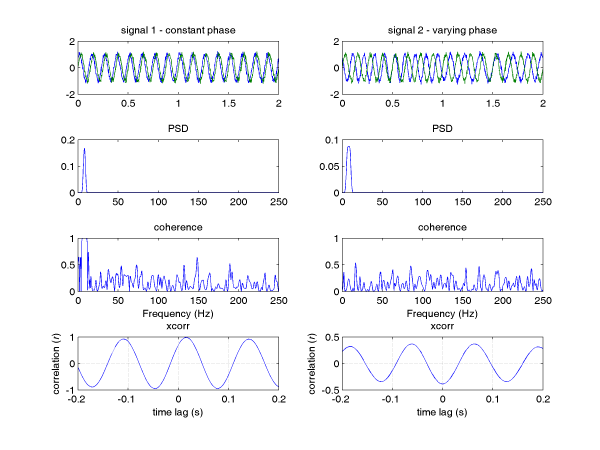 signal 1 - constant phase
2
0
-2
0 0.5 1 1.5 2
PSD
0.2
0.1
0
0 50 100 150 200 250
coherence
1
0.5
0
0 50 100 150 200 250
Frequency (Hz)
xcorr
correlation (r)
1
0
-1
-0.2 -0.1 0 0.1 0.2
time lag (s)
signal 2 - varying phase
2
0
-2
0 0.5 1 1.5 2
PSD
0.1
0.05
0
0 50 100 150 200 250
coherence
1
0.5
0
0 50 100 150 200 250
Frequency (Hz)
xcorr
correlation (r)
0.5
0
-0.5
-0.2 -0.1 0 0.1 0.2
time lag (s)